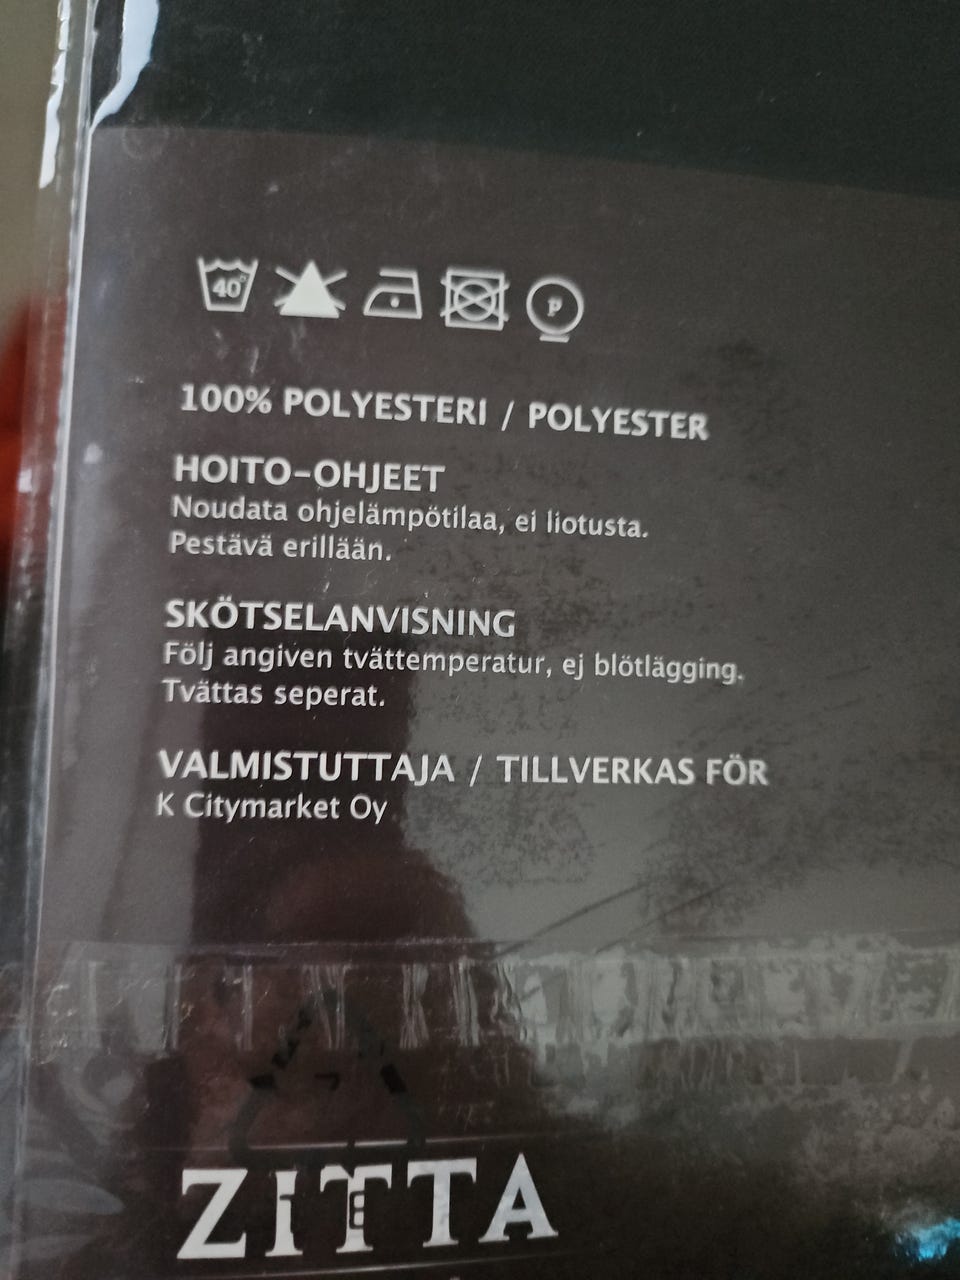 40°
P
100% POLYESTERI / POLYESTER
HOITO-OHJEET
Noudata ohjelämpötilaa, ei liotusta.
Pestävä erillään.
SKÖTSELANVISNING
Följ angiven tvättemperatur, ej blötlägging.
Tvättas seperat.
VALMISTUTTAJA / TILLVERKAS FÖR
K Citymarket Oy
ZITTA